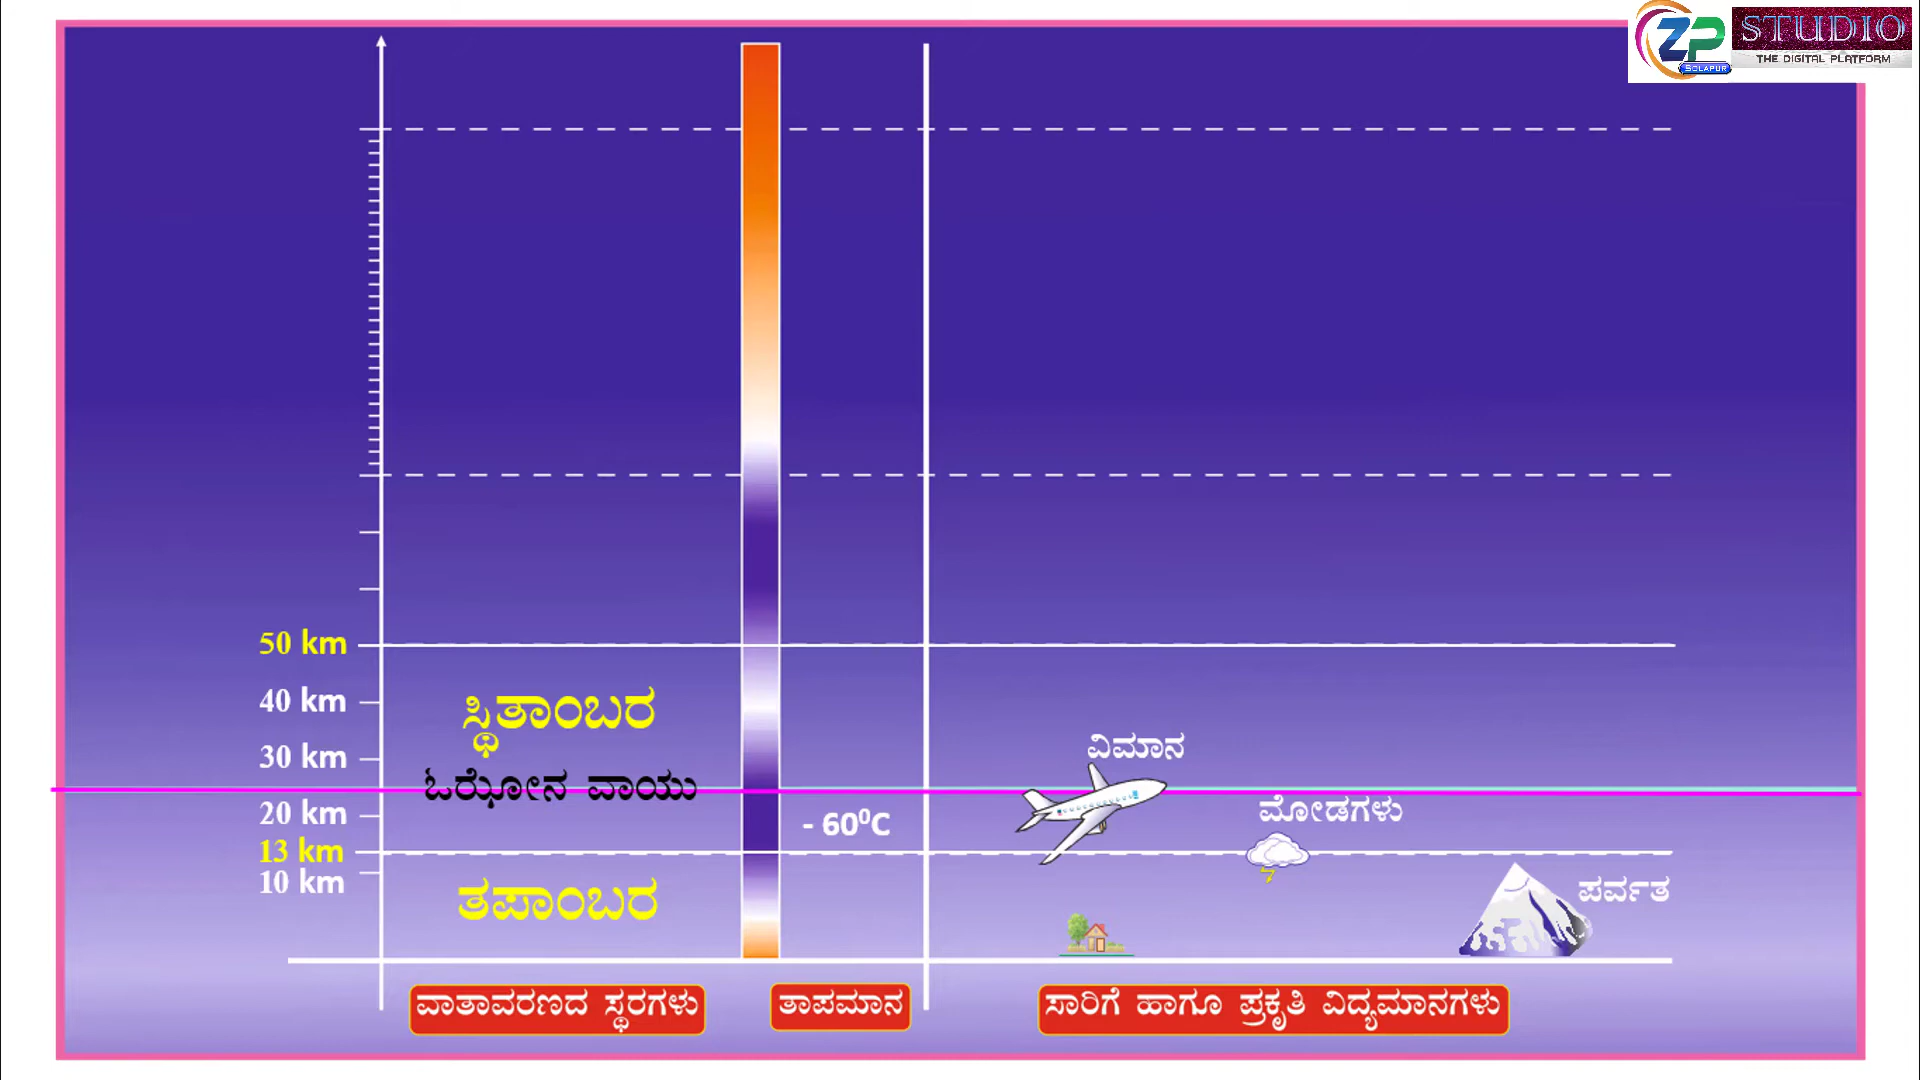 ZP
SOLAPUR
STUDIO
THE DIGITAL PLATFORM
50 km
40 km
ಸ್ಥಿತಾಂಬರ
30 km
ವಿಮಾನ
ಓಝೋನ ವಾಯು
20 km
- 60⁰C
ಮೋಡಗಳು
13 km
10 km
ತಪಾಂಬರ
ಪರ್ವತ
ವಾತಾವರಣದ ಸ್ಥರಗಳು
ತಾಪಮಾನ
ಸಾರಿಗೆ ಹಾಗೂ ಪ್ರಕೃತಿ ವಿದ್ಯಮಾನಗಳು